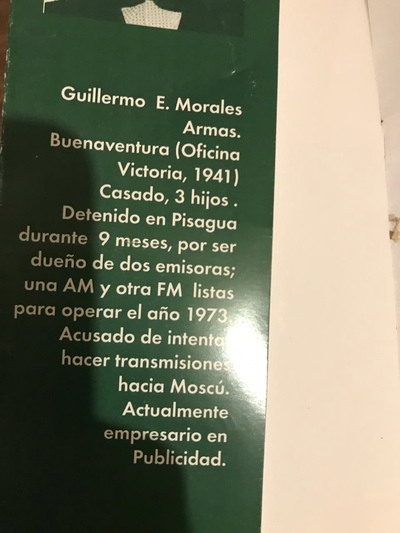 Guillermo E. Morales
Armas.
Buenaventura (Oficina
Victoria, 1941)
Casado, 3 hijos .
Detenido en Pisagua
durante 9 meses, por ser
dueño de dos emisoras;
una AM y otra FM listas
para operar el año 1973.
Acusado de intenta
hacer transmisiones
hacia Moscú.
Actualmente
empresario en
Publicidad.